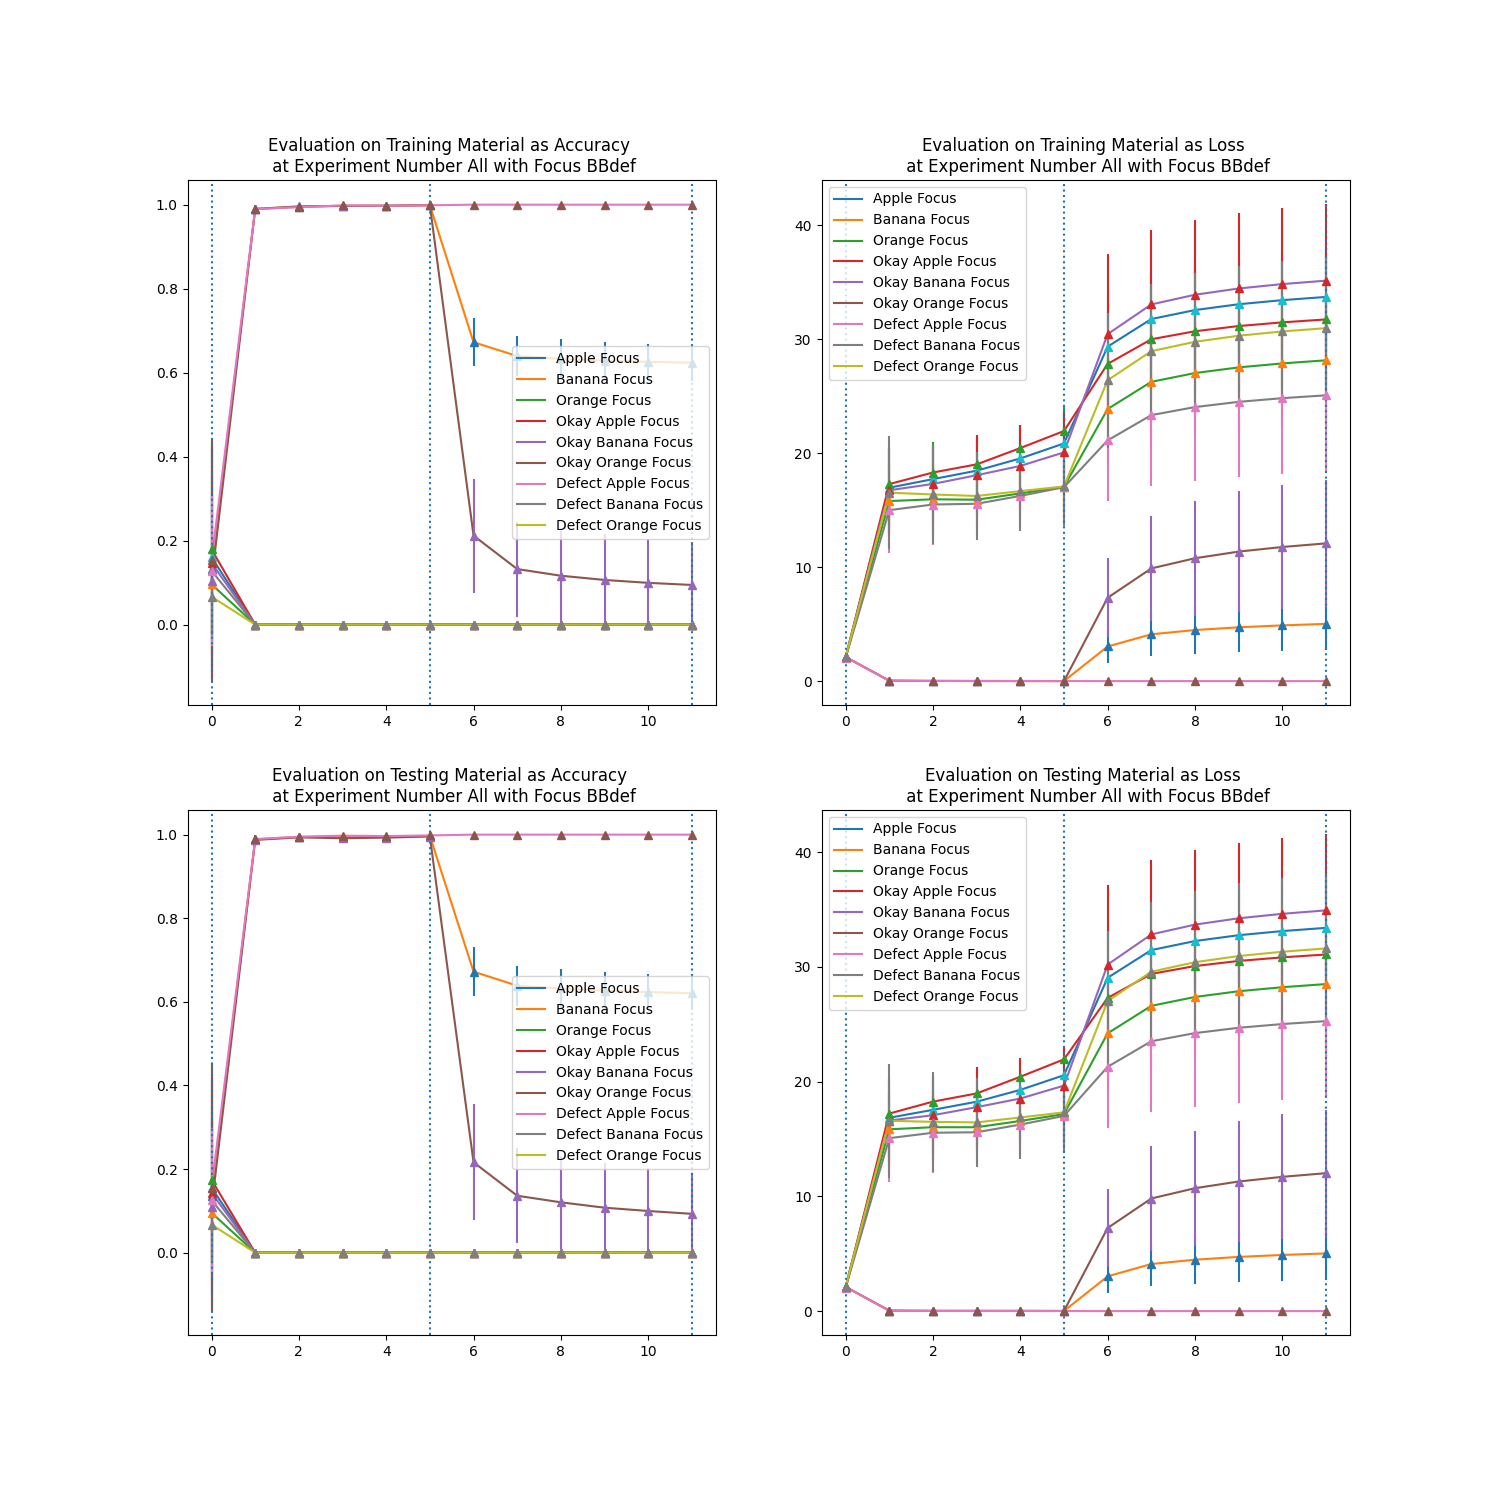 Evaluation on Training Material as Accuracy
at Experiment Number All with Focus BBdef
1.0
0.8
0.6
0.4
0.2
0.0
Apple Focus
Banana Focus
Orange Focus
Okay Apple Focus
Okay Banana Focus
Okay Orange Focus
Defect Apple Focus
Defect Banana Focus
Defect Orange Focus
0 2 4 6 8 10
Evaluation on Training Material as Loss
at Experiment Number All with Focus BBdef
40
30
20
10
0
Apple Focus
Banana Focus
Orange Focus
Okay Apple Focus
Okay Banana Focus
Okay Orange Focus
Defect Apple Focus
Defect Banana Focus
Defect Orange Focus
0 2 4 6 8 10
Evaluation on Testing Material as Accuracy
at Experiment Number All with Focus BBdef
1.0
0.8
0.6
0.4
0.2
0.0
Apple Focus
Banana Focus
Orange Focus
Okay Apple Focus
Okay Banana Focus
Okay Orange Focus
Defect Apple Focus
Defect Banana Focus
Defect Orange Focus
0 2 4 6 8 10
Evaluation on Testing Material as Loss
at Experiment Number All with Focus BBdef
40
30
20
10
0
Apple Focus
Banana Focus
Orange Focus
Okay Apple Focus
Okay Banana Focus
Okay Orange Focus
Defect Apple Focus
Defect Banana Focus
Defect Orange Focus
0 2 4 6 8 10